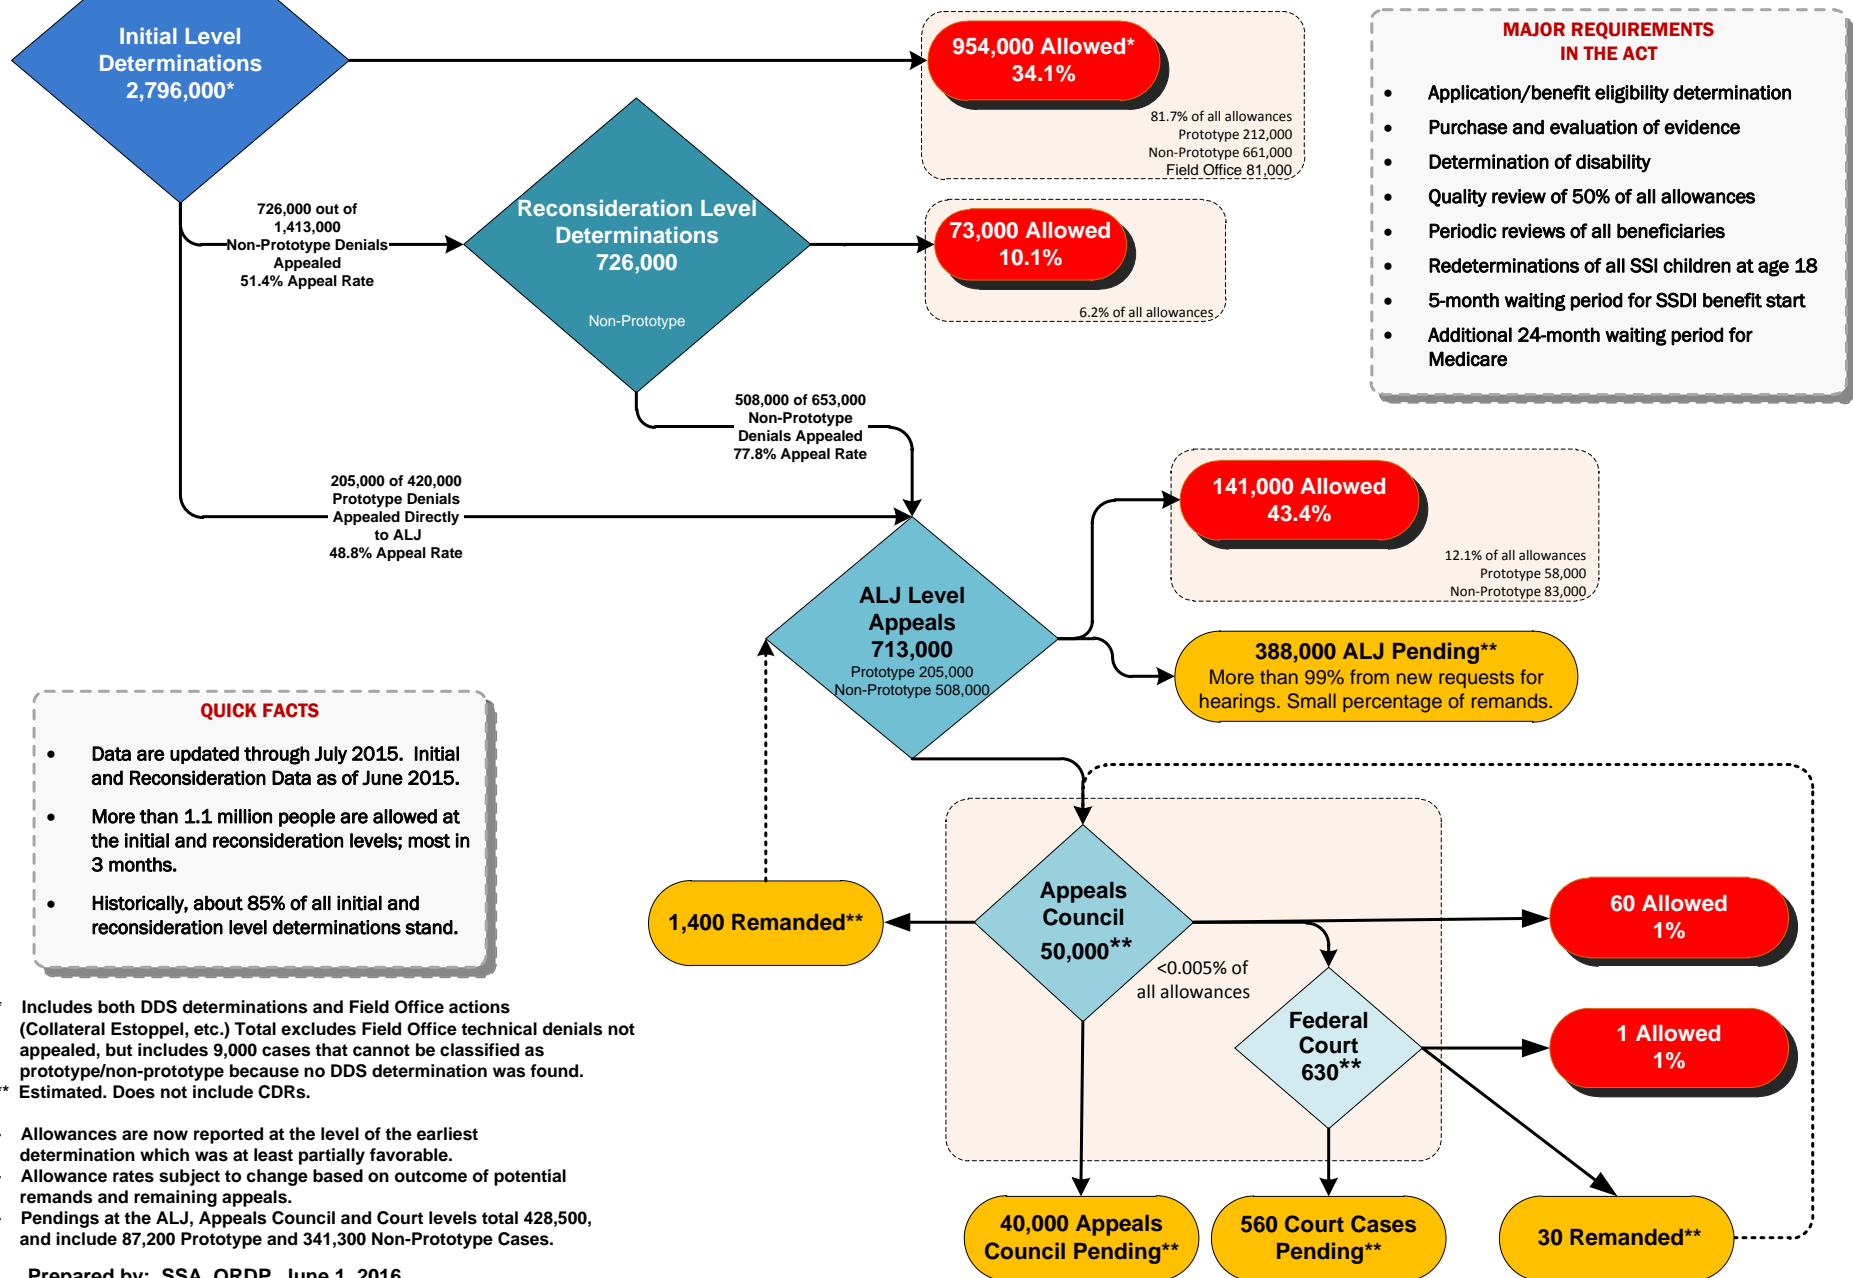 Initial Level
Determinations
2,796,000*
954,000 Allowed*
34.1%
81.7% of all allowances
Prototype 212,000
Non-Prototype 661,000
Field Office 81,000
MAJOR REQUIREMENTS
IN THE ACT
• Application/benefit eligibility determination
• Purchase and evaluation of evidence
• Determination of disability
• Quality review of 50% of all allowances
• Periodic reviews of all beneficiaries
• Redeterminations of all SSI children at age 18
• 5-month waiting period for SSDI benefit start
• Additional 24-month waiting period for
Medicare
726,000 out of
1,413,000
Non-Prototype Denials
Appealed
51.4% Appeal Rate
Reconsideration Level
Determinations
726,000
Non-Prototype
73,000 Allowed
10.1%
6.2% of all allowances
508,000 of 653,000
Non-Prototype
Denials Appealed
77.8% Appeal Rate
205,000 of 420,000
Prototype Denials
Appealed Directly
to ALJ
48.8% Appeal Rate
141,000 Allowed
43.4%
12.1% of all allowances
Prototype 58,000
Non-Prototype 83,000
ALJ Level
Appeals
713,000
Prototype 205,000
Non-Prototype 508,000
388,000 ALJ Pending**
More than 99% from new requests for
hearings. Small percentage of remands.
QUICK FACTS
• Data are updated through July 2015. Initial
and Reconsideration Data as of June 2015.
• More than 1.1 million people are allowed at
the initial and reconsideration levels; most in
3 months.
• Historically, about 85% of all initial and
reconsideration level determinations stand.
1,400 Remanded**
Appeals
Council
50,000**
<0.005% of
all allowances
60 Allowed
1%
Federal
Court
630**
1 Allowed
1%
40,000 Appeals
Council Pending**
560 Court Cases
Pending**
30 Remanded**
* Includes both DDS determinations and Field Office actions
(Collateral Estoppel, etc.) Total excludes Field Office technical denials not
appealed, but includes 9,000 cases that cannot be classified as
prototype/non-prototype because no DDS determination was found.
** Estimated. Does not include CDRs.
- Allowances are now reported at the level of the earliest
determination which was at least partially favorable.
- Allowance rates subject to change based on outcome of potential
remands and remaining appeals.
- Pendings at the ALJ, Appeals Council and Court levels total 428,500,
and include 87,200 Prototype and 341,300 Non-Prototype Cases.
Prepared by: SSA, ORDP, June 1, 2016